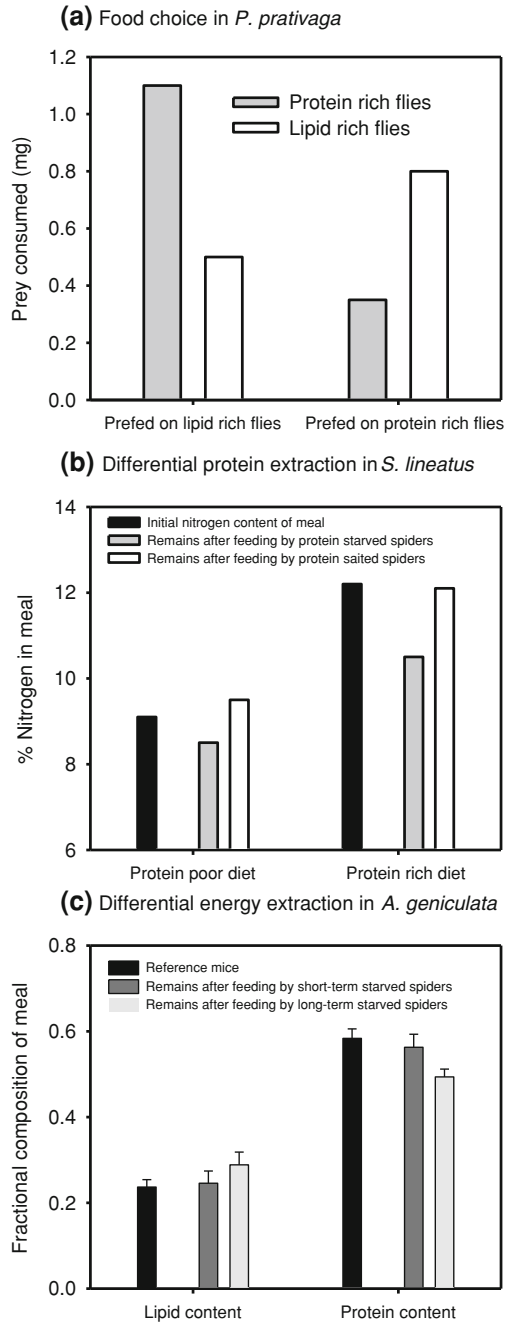 (a) Food choice in P. prativaga
1.2
1.0
0.8
0.6
0.4
0.2
0.0
Prey consumed (mg)
Protein rich flies
Lipid rich flies
Prefed on lipid rich flies
Prefed on protein rich flies
(b) Differential protein extraction in S. lineatus
14
12
10
8
6
% Nitrogen in meal
Initial nitrogen content of meal
Remains after feeding by protein starved spiders
Remains after feeding by protein saited spiders
Protein poor diet
Protein rich diet
(c) Differential energy extraction in A. geniculata
0.8
0.6
0.4
0.2
0.0
Fractional composition of meal
Reference mice
Remains after feeding by short-term starved spiders
Remains after feeding by long-term starved spiders
Lipid content
Protein content